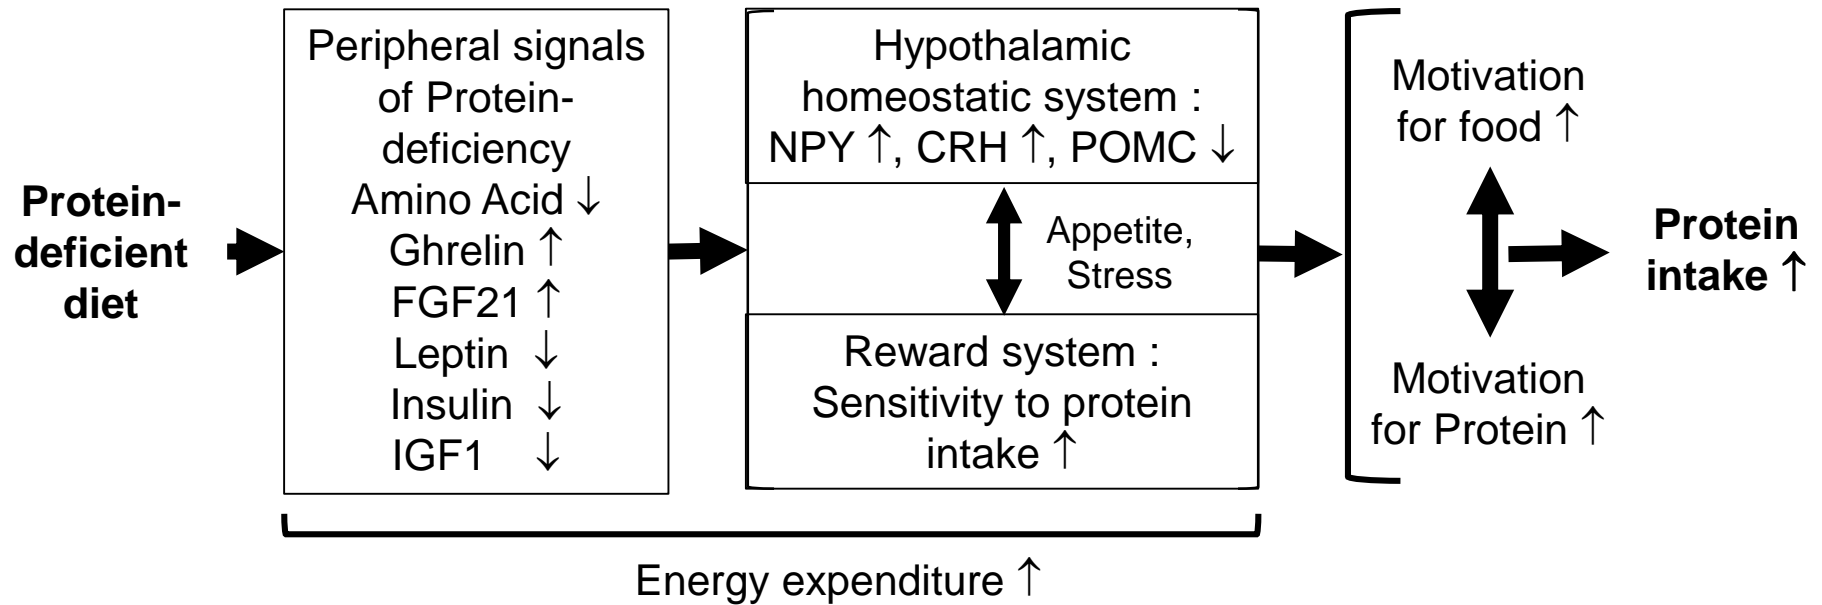 Protein-
deficient
diet
Peripheral signals
of Protein-
deficiency
Amino Acid ↓
Ghrelin ↑
FGF21 ↑
Leptin ↓
Insulin ↓
IGF1 ↓
Hypothalamic
homeostatic system :
NPY ↑, CRH ↑, POMC ↓
Appetite,
Stress
Reward system :
Sensitivity to protein
intake ↑
Motivation
for food ↑
Motivation
for Protein ↑
Protein
intake ↑
Energy expenditure ↑